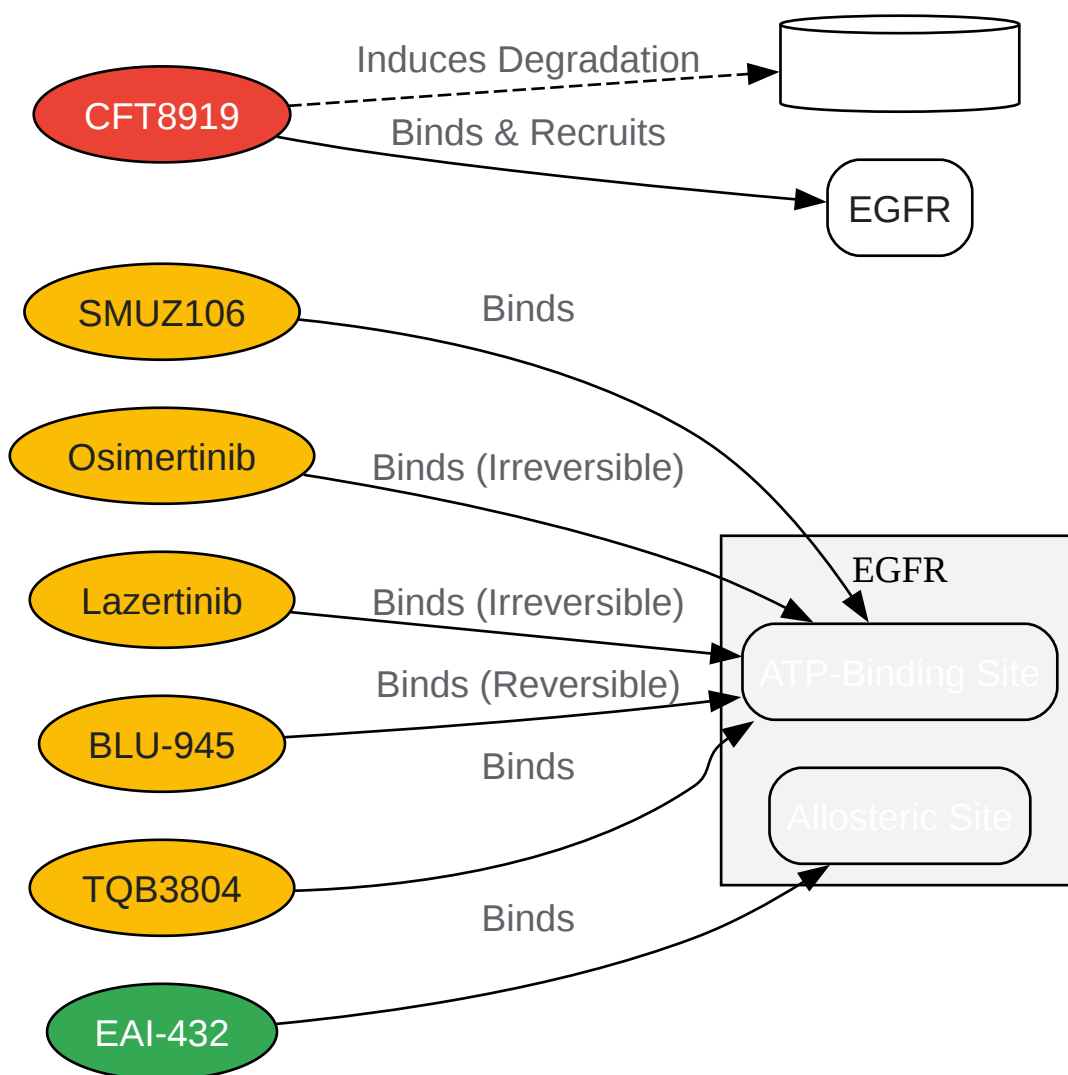 Induces Degradation
CFT8919
Binds & Recruits
EGFR
SMUZ106
Binds
Osimertinib
Binds (Irreversible)
EGFR
Lazertinib
Binds (Irreversible)
ATP-Binding Site
Binds (Reversible)
BLU-945
Binds
Allosteric Site
TQB3804
Binds
EAI-432